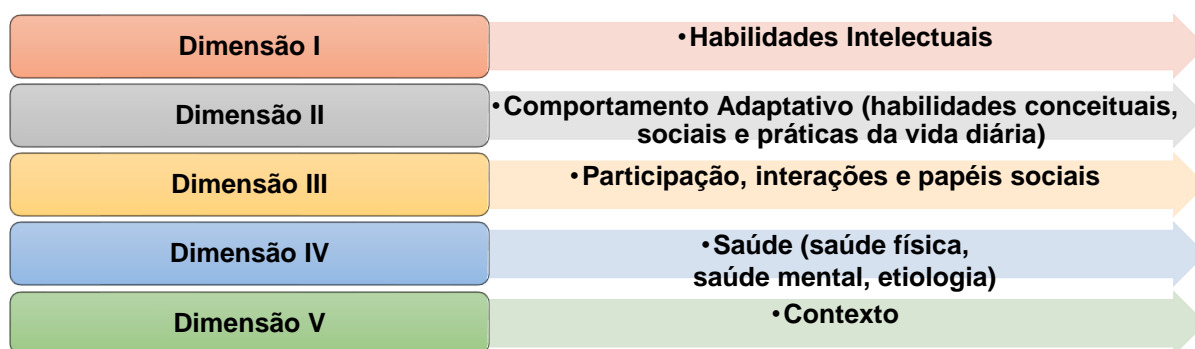 Dimensão I
•Habilidades Intelectuais
Dimensão II
•Comportamento Adaptativo (habilidades conceituais,
sociais e práticas da vida diária)
Dimensão III
•Participação, interações e papéis sociais
Dimensão IV
•Saúde (saúde física,
saúde mental, etiologia)
Dimensão V
•Contexto